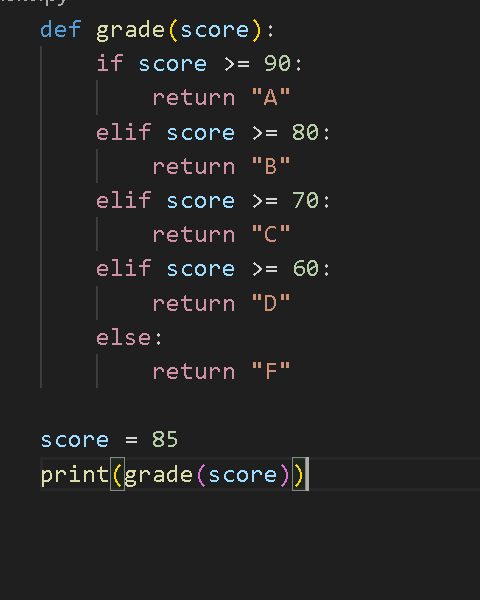 def grade(score):
    if score >= 90:
        return "A"
    elif score >= 80:
        return "B"
    elif score >= 70:
        return "C"
    elif score >= 60:
        return "D"
    else:
        return "F"

score = 85
print(grade(score))